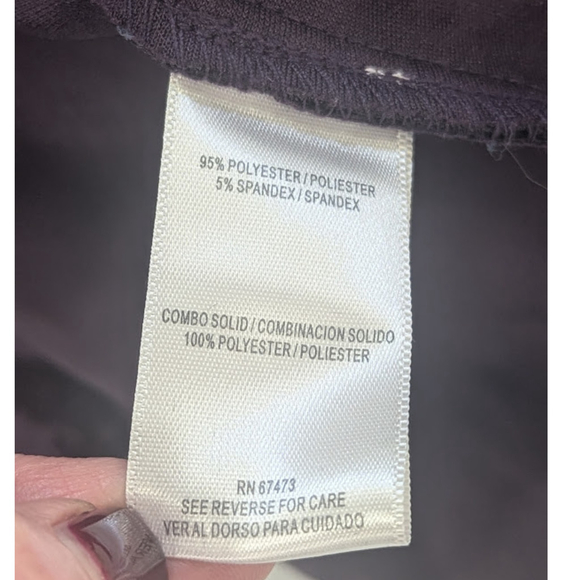 95% POLYESTER / POLIESTER
5% SPANDEX / SPANDEX
COMBO SOLID / COMBINACION SOLIDO
100% POLYESTER / POLIESTER
RN 67473
SEE REVERSE FOR CARE
VER AL DORSO PARA CUIDADO